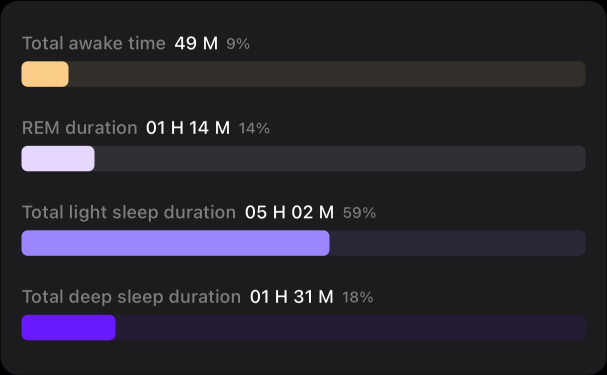 Total awake time 49 M 9%
REM duration 01 H 14 M 14%
Total light sleep duration 05 H 02 M 59%
Total deep sleep duration 01 H 31 M 18%